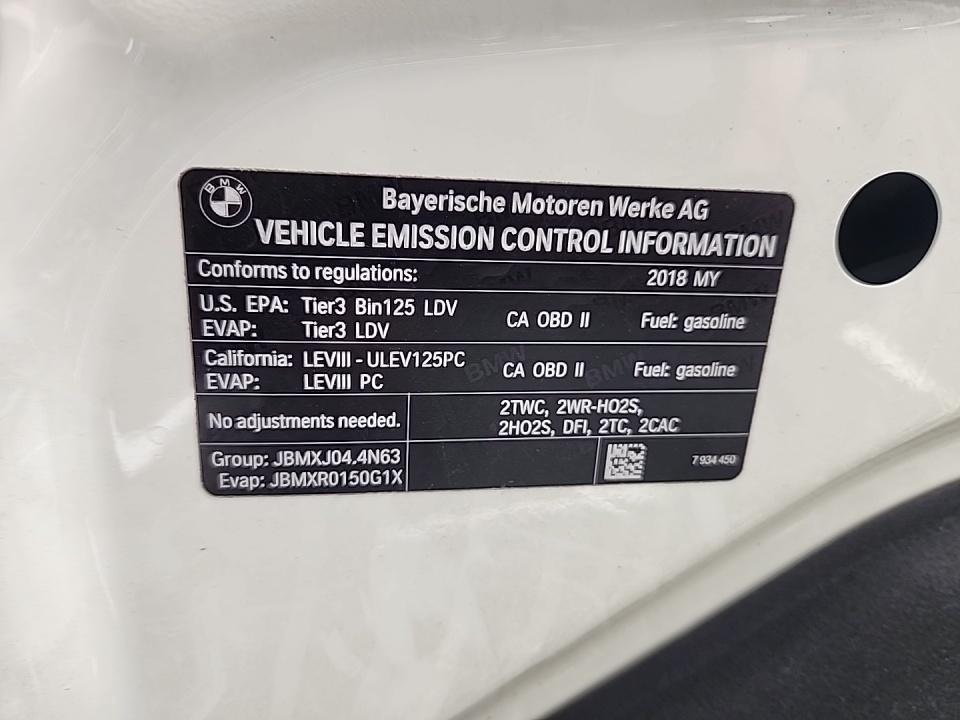 BMW
Bayerische Motoren Werke AG
VEHICLE EMISSION CONTROL INFORMATION
Conforms to regulations: 2018 MY
U.S. EPA: Tier3 Bin125 LDV
EVAP: Tier3 LDV
CA OBD II Fuel: gasoline
California: LEVIII - ULEV125PC
EVAP: LEVIII PC
CA OBD II Fuel: gasoline
No adjustments needed.
2TWC, 2WR-HO2S,
2HO2S, DFI, 2TC, 2CAC
Group: JBMXJ04.4N63
Evap: JBMXR0150G1X
7 934 450